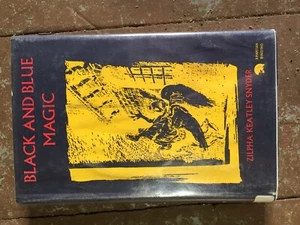 BLACK AND BLUE
MAGIC
ZILPHA KEATLEY SNYDER